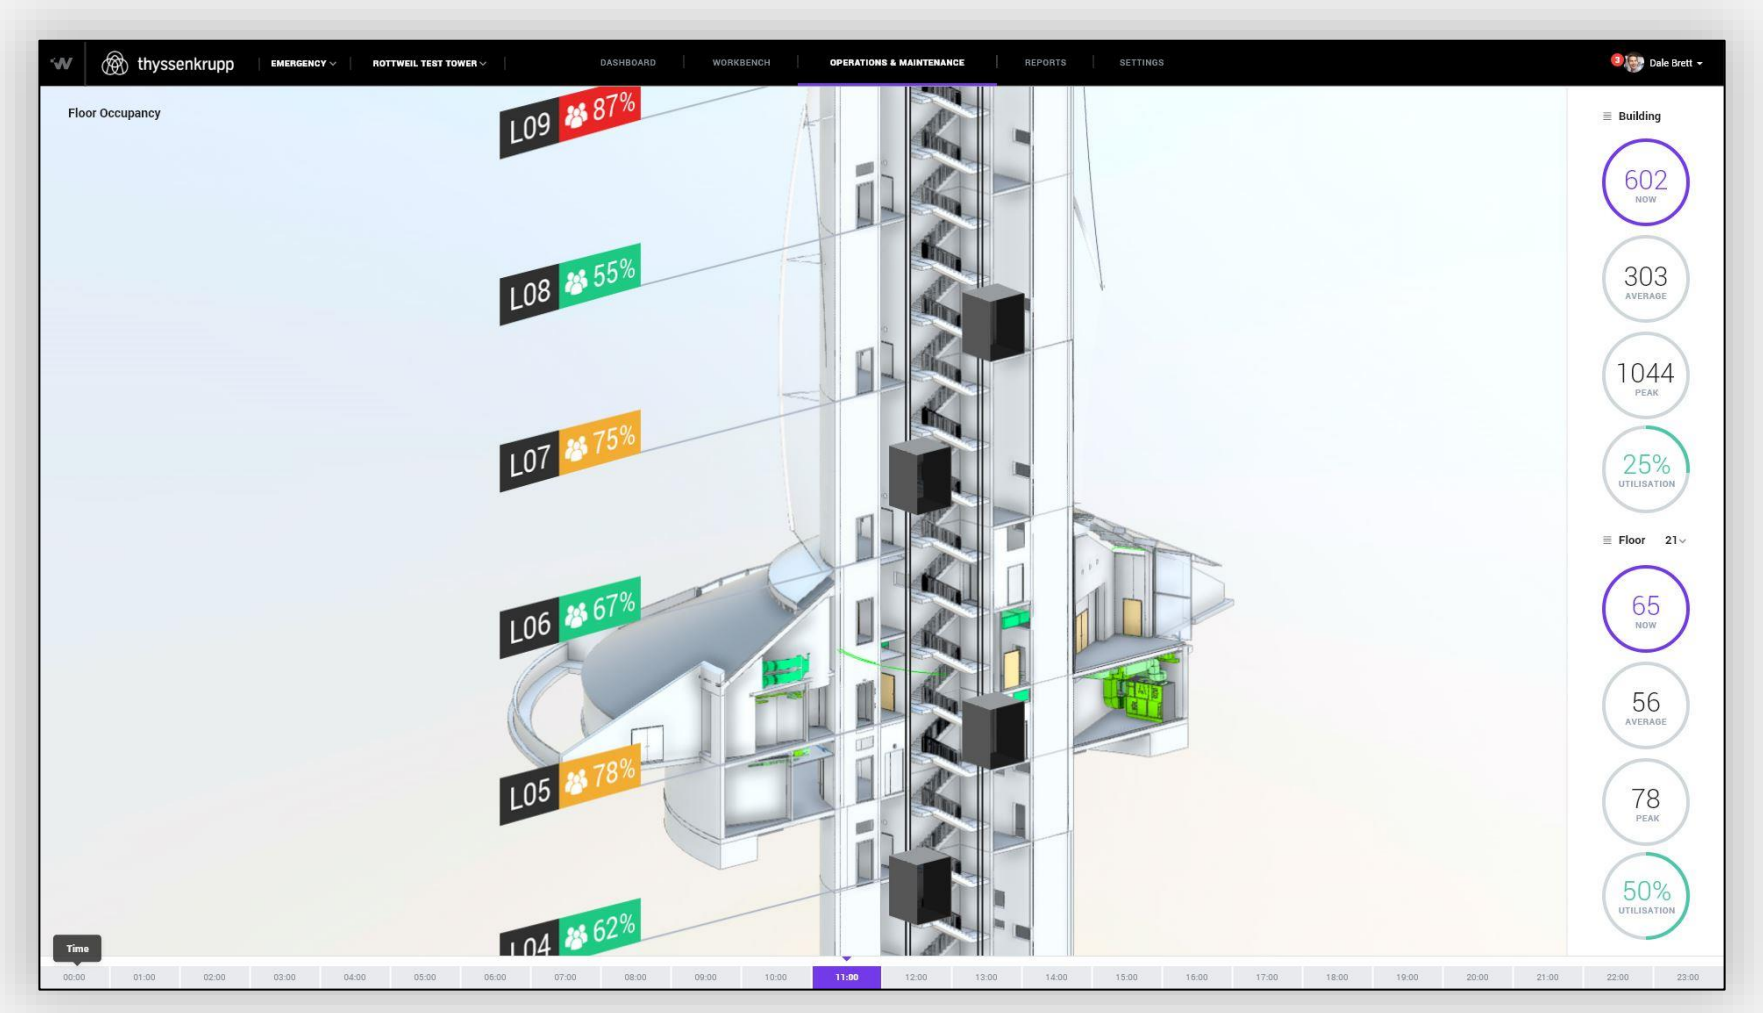 thyssenkrupp
EMERGENCY
ROTTWEIL TEST TOWER
DASHBOARD
WORKBENCH
OPERATIONS & MAINTENANCE
REPORTS
SETTINGS
3
Dale Brett
Floor Occupancy
L09 87%
L08 55%
L07 75%
L06 67%
L05 78%
L04 62%
Building
602
NOW
303
AVERAGE
1044
PEAK
25%
UTILISATION
Floor 21
65
NOW
56
AVERAGE
78
PEAK
50%
UTILISATION
Time
00:00 01:00 02:00 03:00 04:00 05:00 06:00 07:00 08:00 09:00 10:00 11:00 12:00 13:00 14:00 15:00 16:00 17:00 18:00 19:00 20:00 21:00 22:00 23:00